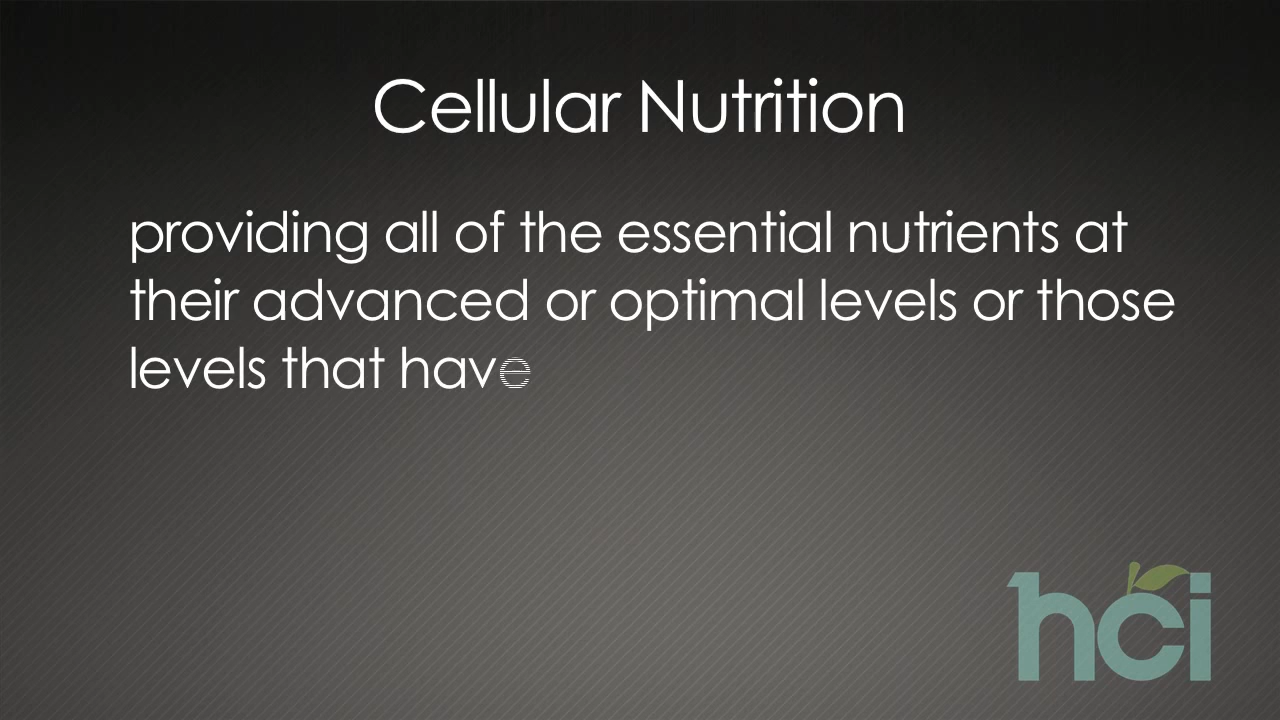 Cellular Nutrition
providing all of the essential nutrients at
their advanced or optimal levels or those
levels that have
hci